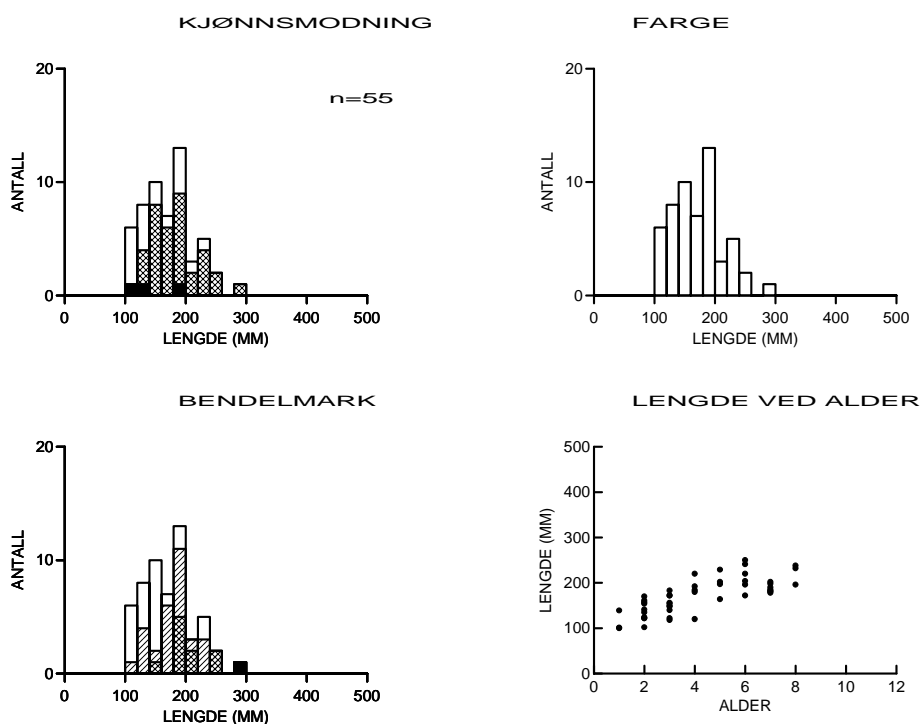 KJØNNSMODNING
20
n=55
ANTALL
10
0
0 100 200 300 400 500
LENGDE (MM)
FARGE
20
ANTALL
10
0
0 100 200 300 400 500
LENGDE (MM)
BENDELMARK
20
ANTALL
10
0
0 100 200 300 400 500
LENGDE (MM)
LENGDE VED ALDER
500
400
LENGDE (MM)
300
200
100
0
0 2 4 6 8 10 12
ALDER